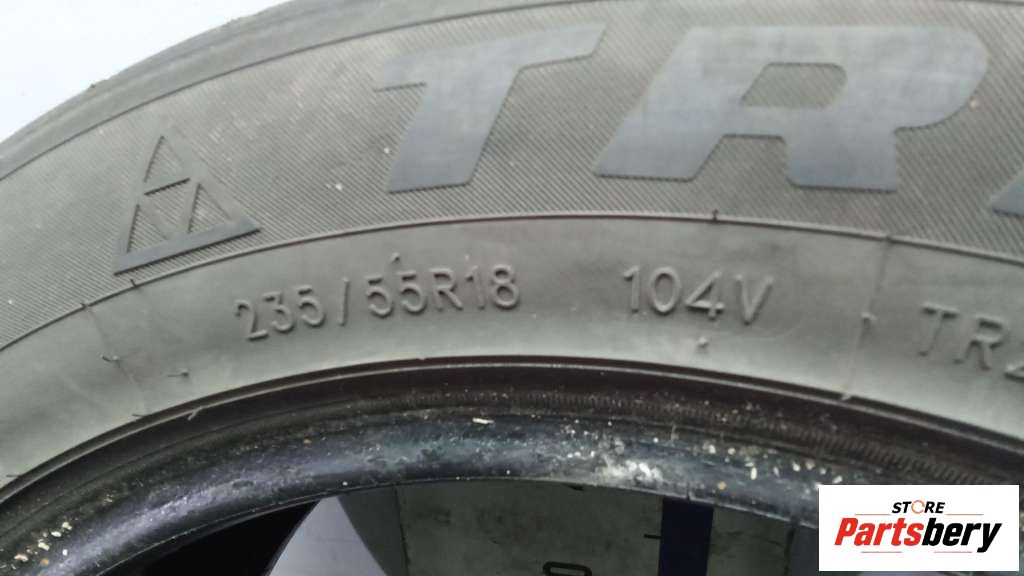 TR
235/55R18 104V TR
STORE
Partsbery